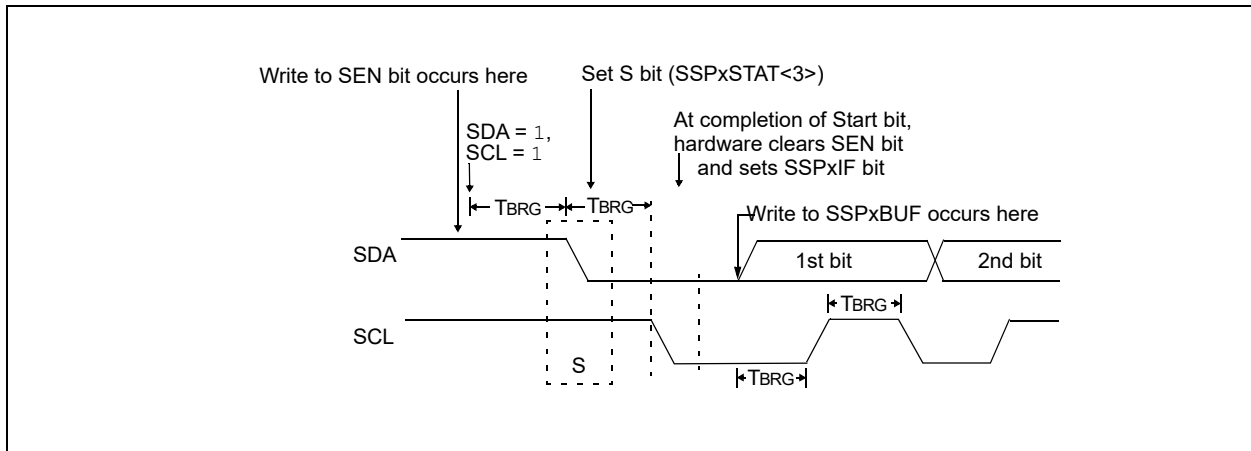 Write to SEN bit occurs here
Set S bit (SSPxSTAT<3>)
SDA = 1,
SCL = 1
At completion of Start bit,
hardware clears SEN bit
and sets SSPxIF bit
TBRG
TBRG
Write to SSPxBUF occurs here
SDA
1st bit
2nd bit
TBRG
SCL
S
TBRG